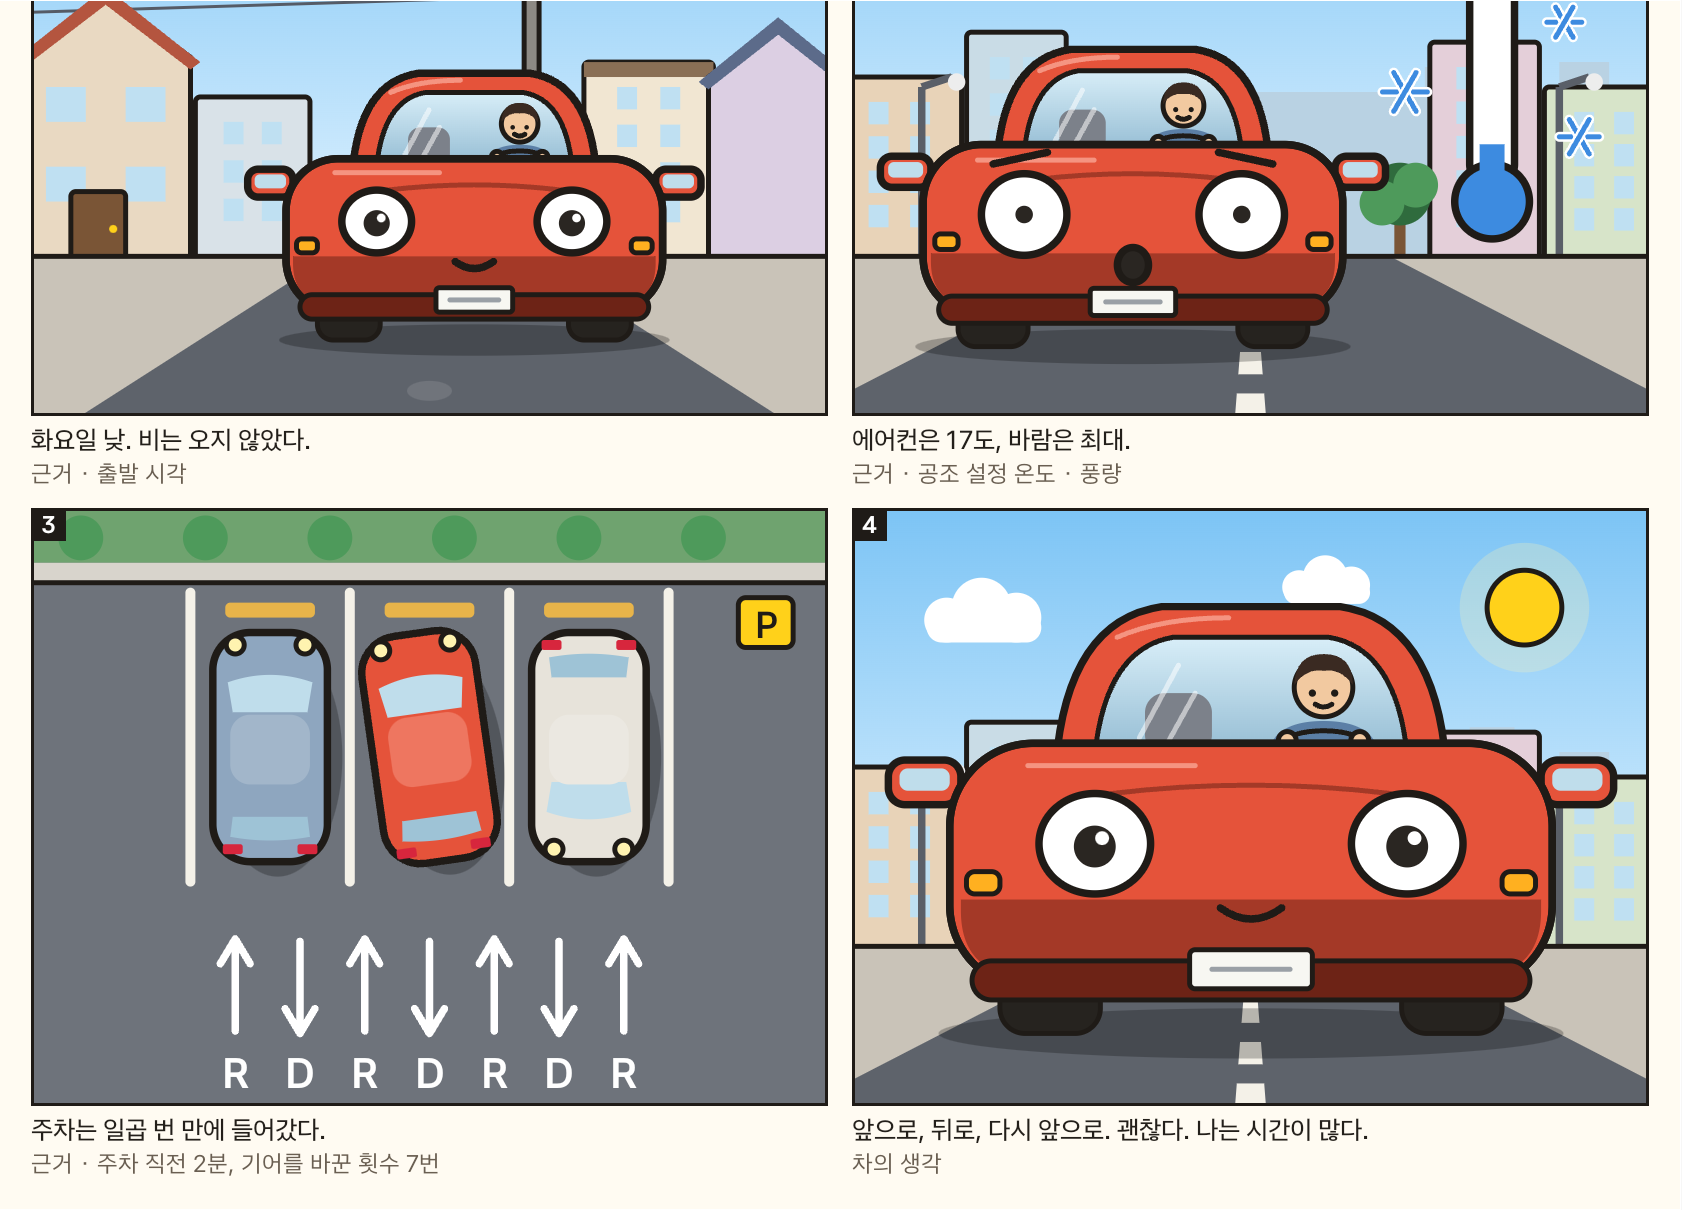 화요일 낮. 비는 오지 않았다.
근거 · 출발 시각
에어컨은 17도, 바람은 최대.
근거 · 공조 설정 온도 · 풍량
3
P
R D R D R D R
주차는 일곱 번 만에 들어갔다.
근거 · 주차 직전 2분, 기어를 바꾼 횟수 7번
4
앞으로, 뒤로, 다시 앞으로. 괜찮다. 나는 시간이 많다.
차의 생각